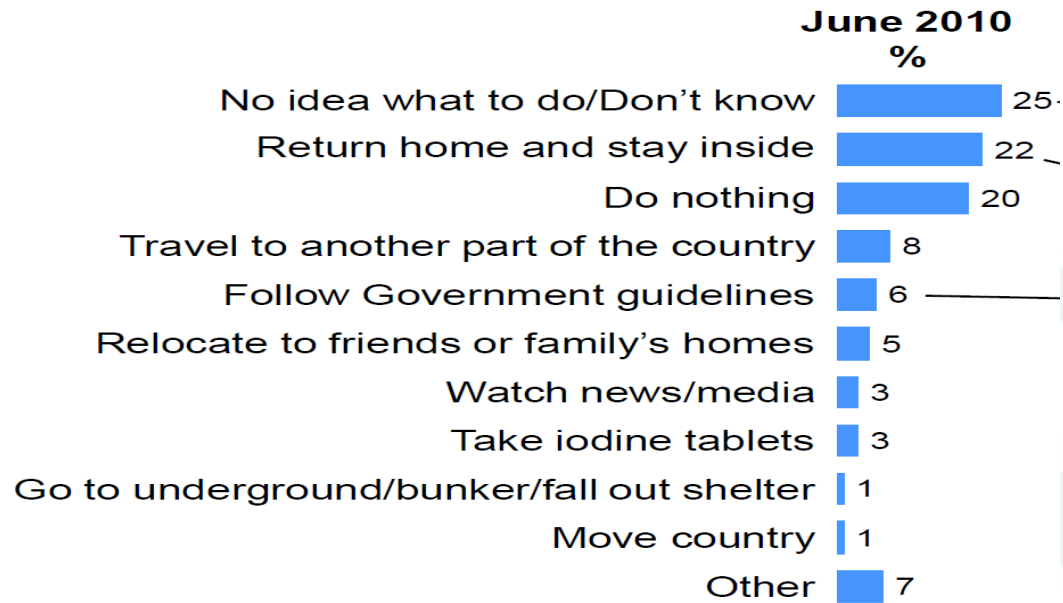 June 2010
%
No idea what to do/Don't know 25
Return home and stay inside 22
Do nothing 20
Travel to another part of the country 8
Follow Government guidelines 6
Relocate to friends or family's homes 5
Watch news/media 3
Take iodine tablets 3
Go to underground/bunker/fall out shelter 1
Move country 1
Other 7